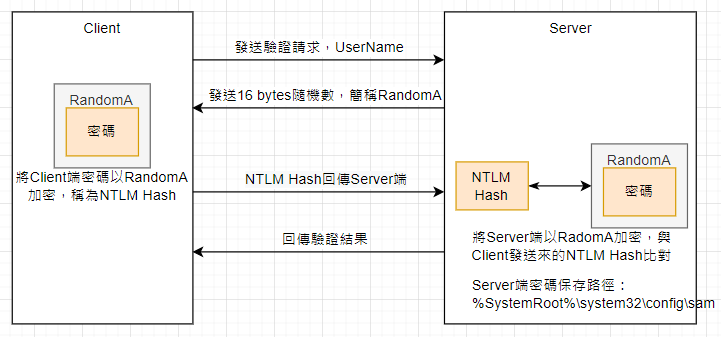 Client
Server
發送驗證請求，UserName
發送16 bytes隨機數，簡稱RandomA
RandomA
密碼
將Client端密碼以RandomA
加密，稱為NTLM Hash
NTLM Hash回傳Server端
NTLM
Hash
RandomA
密碼
回傳驗證結果
將Server端以RadomA加密，與
Client發送來的NTLM Hash比對
Server端密碼保存路徑：
%SystemRoot%\system32\config\sam